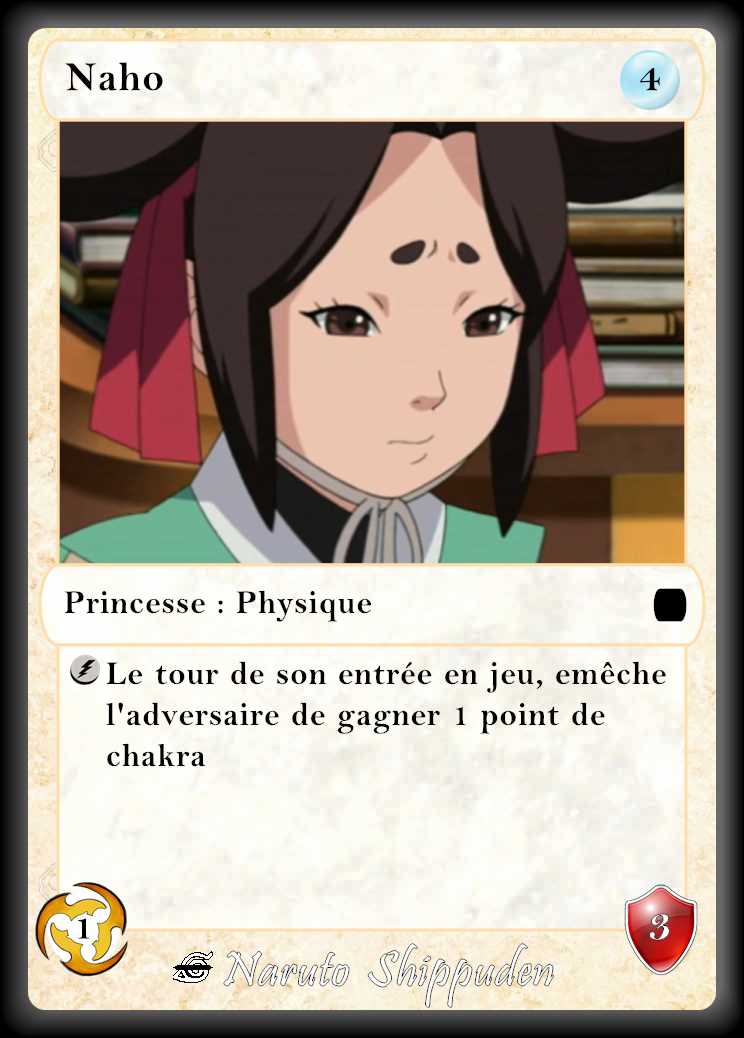 Naho
4
Princesse : Physique
Le tour de son entrée en jeu, emêche
l'adversaire de gagner 1 point de
chakra
1
3
Naruto Shippuden